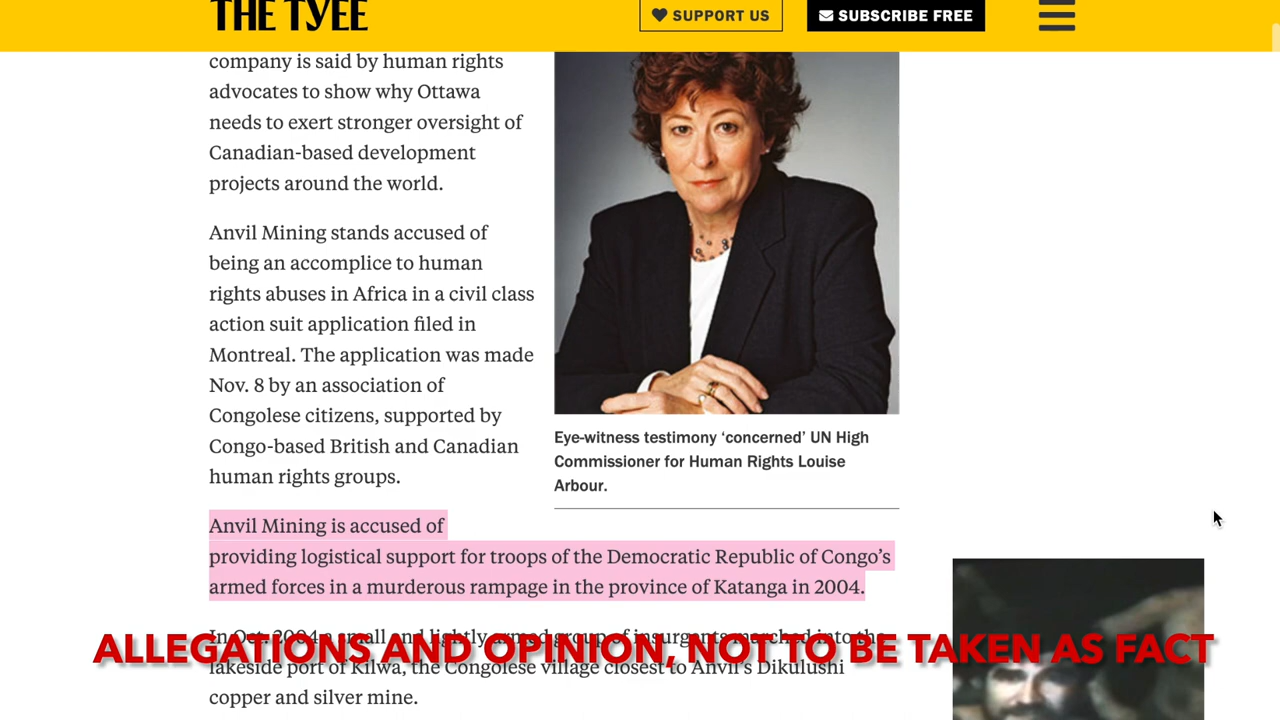 THE TYEE
SUPPORT US
SUBSCRIBE FREE
company is said by human rights
advocates to show why Ottawa
needs to exert stronger oversight of
Canadian-based development
projects around the world.
Anvil Mining stands accused of
being an accomplice to human
rights abuses in Africa in a civil class
action suit application filed in
Montreal. The application was made
Nov. 8 by an association of
Congolese citizens, supported by
Congo-based British and Canadian
human rights groups.
Eye-witness testimony ‘concerned’ UN High
Commissioner for Human Rights Louise
Arbour.
Anvil Mining is accused of
providing logistical support for troops of the Democratic Republic of Congo’s
armed forces in a murderous rampage in the province of Katanga in 2004.
In Oct. 2004 a small and lightly armed group of insurgents marched into the
ALLEGATIONS AND OPINION, NOT TO BE TAKEN AS FACT
lakeside port of Kilwa, the Congolese village closest to Anvil’s Dikulushi
copper and silver mine.